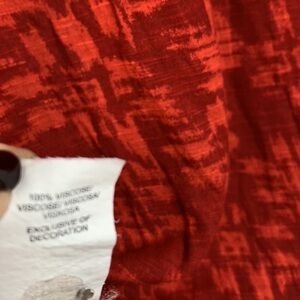 100% VISCOSE/
VISCOSE/ VISCOSA/
VISKOSA
EXCLUSIVE OF
DECORATION